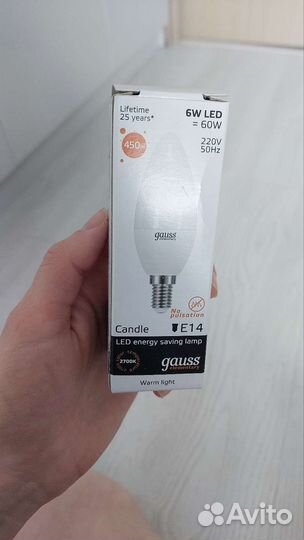 Lifetime
25 years*
6W LED
= 60W
220V
50Hz
450
gauss
No
pulsation
Candle
E14
LED energy saving lamp
2700K
gauss
elementary
Warm light
Avito